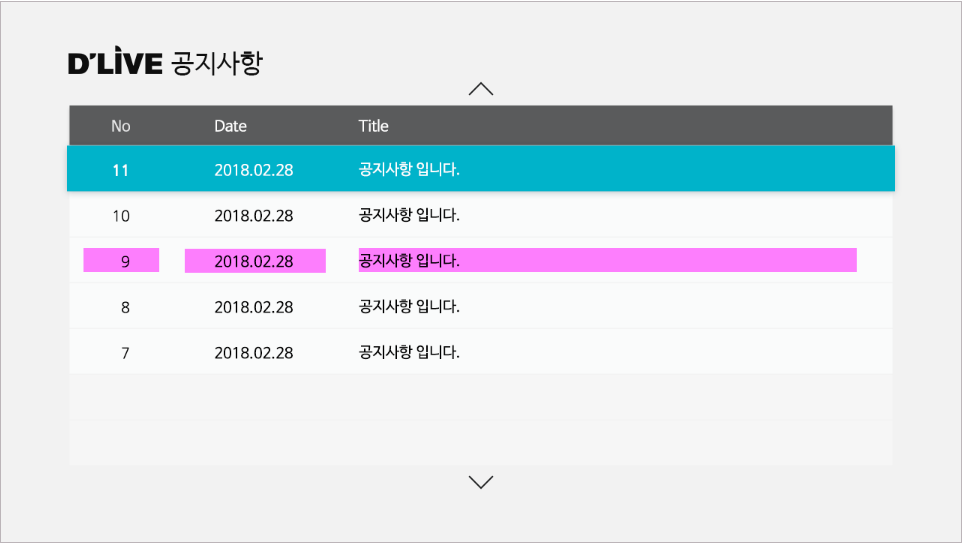 D'LIVE 공지사항
No Date Title
11 2018.02.28 공지사항 입니다.
10 2018.02.28 공지사항 입니다.
9 2018.02.28 공지사항 입니다.
8 2018.02.28 공지사항 입니다.
7 2018.02.28 공지사항 입니다.